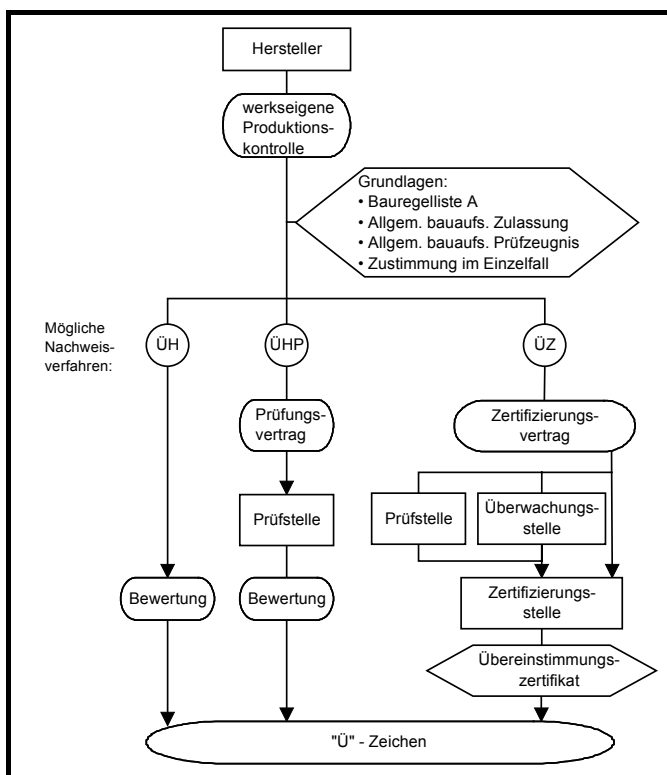 Hersteller
werkseigene
Produktions-
kontrolle
Grundlagen:
• Bauregelliste A
• Allgem. bauaufs. Zulassung
• Allgem. bauaufs. Prüfzeugnis
• Zustimmung im Einzelfall
Mögliche
Nachweis-
verfahren:
ÜH
ÜHP
ÜZ
Prüfungs-
vertrag
Zertifizierungs-
vertrag
Prüfstelle
Prüfstelle
Überwachungs-
stelle
Bewertung
Bewertung
Zertifizierungs-
stelle
Übereinstimmungs-
zertifikat
"Ü" - Zeichen